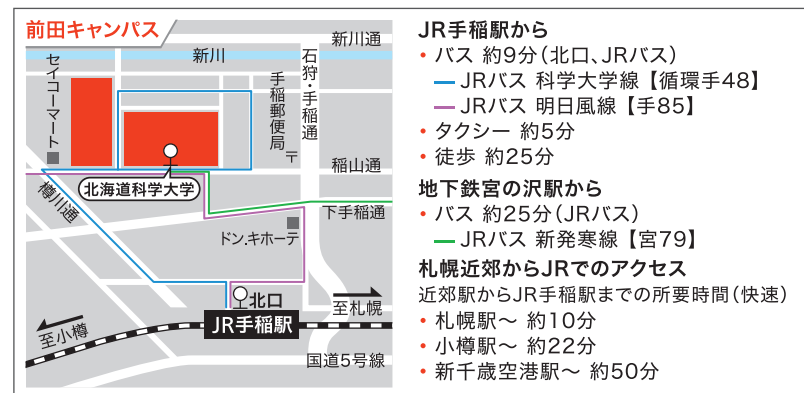 前田キャンパス
新川通
新川
セイコーマート
石狩・手稲通
手稲郵便局
稲山通
北海道科学大学
樽川通
下手稲通
ドン.キホーテ
北口
至札幌
JR手稲駅
至小樽
国道5号線
JR手稲駅から
・バス 約9分（北口、JRバス）
JRバス 科学大学線【循環手48】
JRバス 明日風線【手85】
・タクシー 約5分
・徒歩 約25分
地下鉄宮の沢駅から
・バス 約25分（JRバス）
JRバス 新発寒線【宮79】
札幌近郊からJRでのアクセス
近郊駅からJR手稲駅までの所要時間（快速）
・札幌駅〜 約10分
・小樽駅〜 約22分
・新千歳空港駅〜 約50分